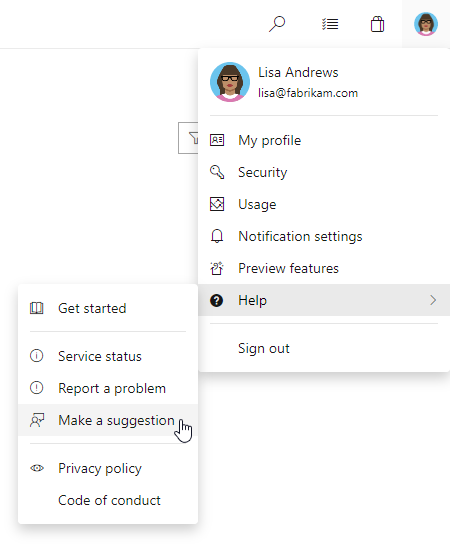 Lisa Andrews
lisa@fabrikam.com
My profile
Security
Usage
Notification settings
Preview features
Help
Sign out
Get started
Service status
Report a problem
Make a suggestion
Privacy policy
Code of conduct